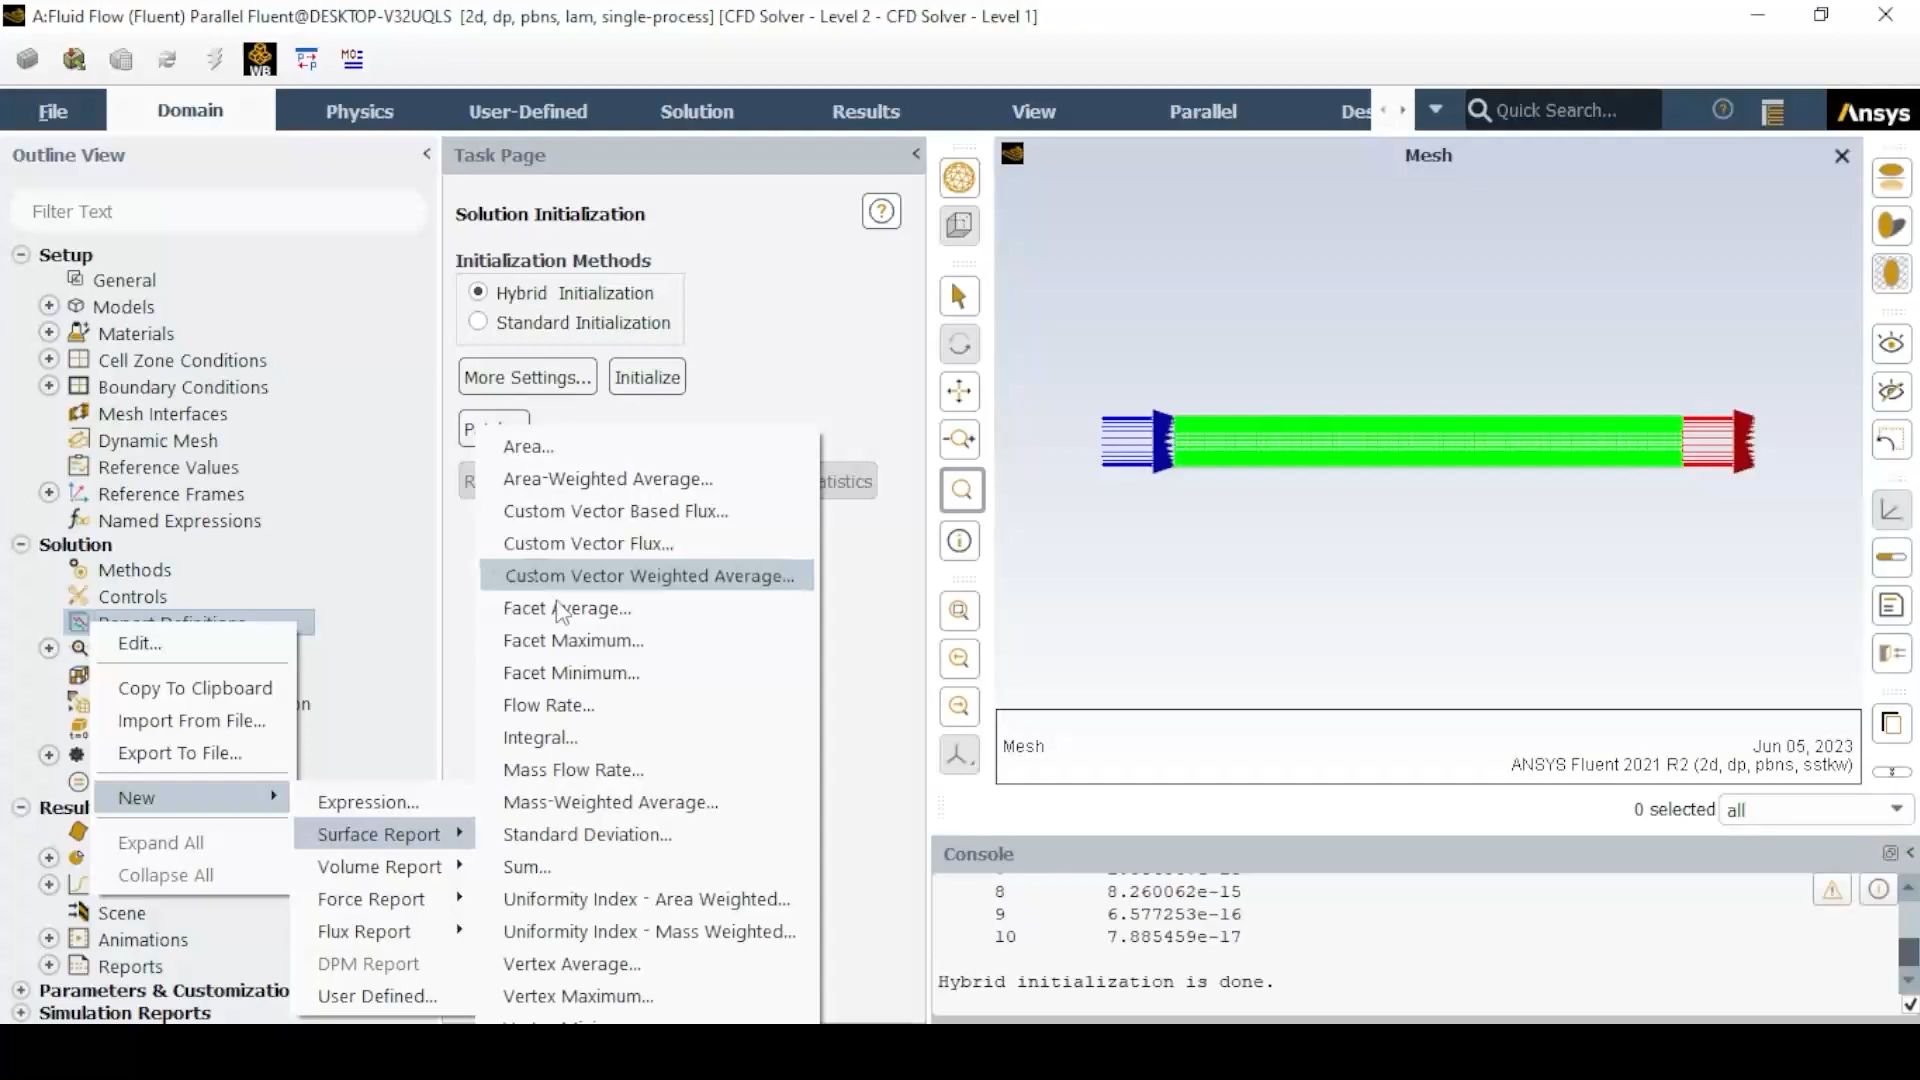 A:Fluid Flow (Fluent) Parallel Fluent@DESKTOP-V32UQLS [2d, dp, pbns, lam, single-process] [CFD Solver - Level 2 - CFD Solver - Level 1]
WB
File
Domain
Physics
User-Defined
Solution
Results
View
Parallel
Des
Quick Search...
Ansys
Outline View
Filter Text
Setup
General
Models
Materials
Cell Zone Conditions
Boundary Conditions
Mesh Interfaces
Dynamic Mesh
Reference Values
Reference Frames
Named Expressions
Solution
Methods
Controls
Report Definitions
Edit...
Copy To Clipboard
Import From File...
Export To File...
New
Expand All
Collapse All
on
Resul
Scene
Animations
Reports
Parameters & Customizatio
Simulation Reports
Expression...
Surface Report
Volume Report
Force Report
Flux Report
DPM Report
User Defined...
Task Page
Solution Initialization
Initialization Methods
Hybrid Initialization
Standard Initialization
More Settings...
Initialize
P
R
atistics
Area...
Area-Weighted Average...
Custom Vector Based Flux...
Custom Vector Flux...
Custom Vector Weighted Average...
Facet Average...
Facet Maximum...
Facet Minimum...
Flow Rate...
Integral...
Mass Flow Rate...
Mass-Weighted Average...
Standard Deviation...
Sum...
Uniformity Index - Area Weighted...
Uniformity Index - Mass Weighted...
Vertex Average...
Vertex Maximum...
Mesh
Mesh
Jun 05, 2023
ANSYS Fluent 2021 R2 (2d, dp, pbns, sstkw)
0 selected
all
Console
8 8.260062e-15
9 6.577253e-16
10 7.885459e-17
Hybrid initialization is done.